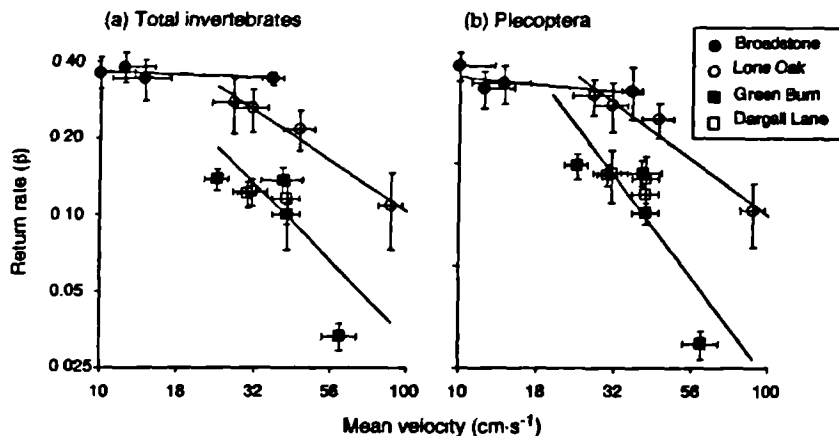 (a) Total invertebrates
(b) Plecoptera
Broadstone
Lone Oak
Green Burn
Dargall Lane
Return rate (β)
0 40
0 20
0 10
0.05
0 025
10 18 32 56 100
10 18 32 56 100
Mean velocity (cm·s⁻¹)